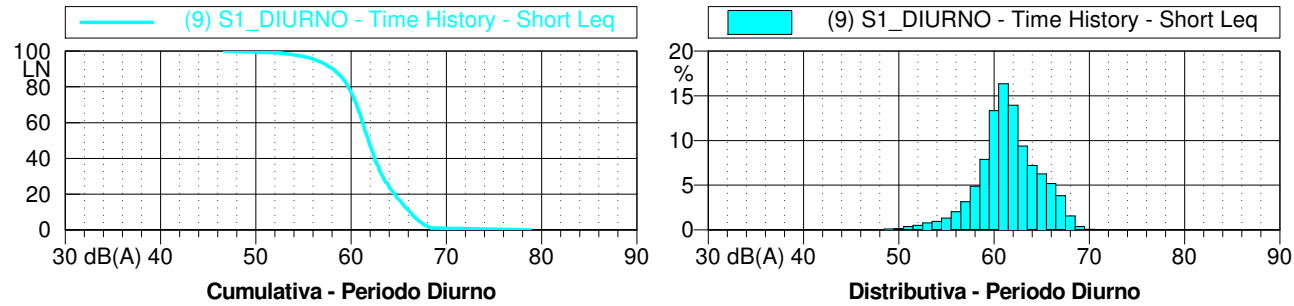 (9) S1_DIURNO - Time History - Short Leq
100
LN
80
60
40
20
0
30 dB(A) 40 50 60 70 80 90
Cumulativa - Periodo Diurno
(9) S1_DIURNO - Time History - Short Leq
20
%
15
10
5
0
30 dB(A) 40 50 60 70 80 90
Distributiva - Periodo Diurno